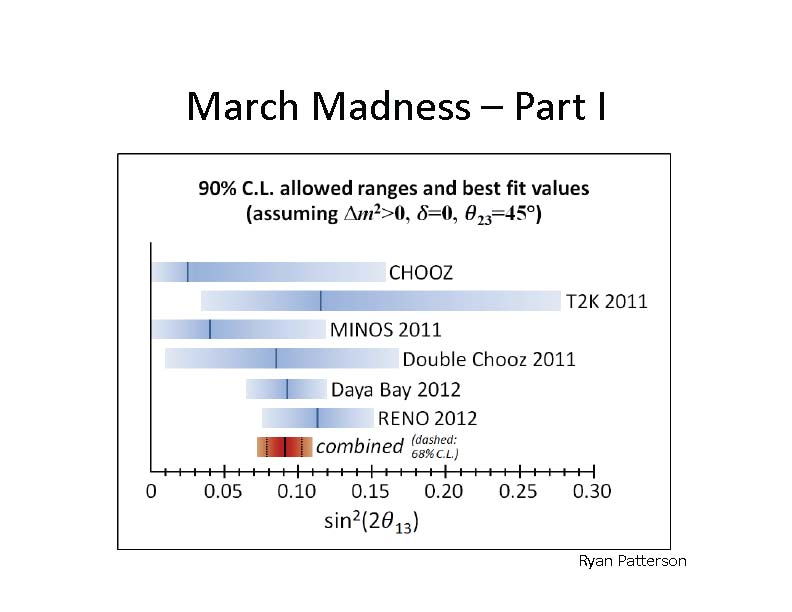 March Madness – Part I
90% C.L. allowed ranges and best fit values
(assuming Δm²>0, δ=0, θ₂₃=45°)
CHOOZ
T2K 2011
MINOS 2011
Double Chooz 2011
Daya Bay 2012
RENO 2012
combined (dashed:
68% C.L.)
0 0.05 0.10 0.15 0.20 0.25 0.30
sin²(2θ₁₃)
Ryan Patterson